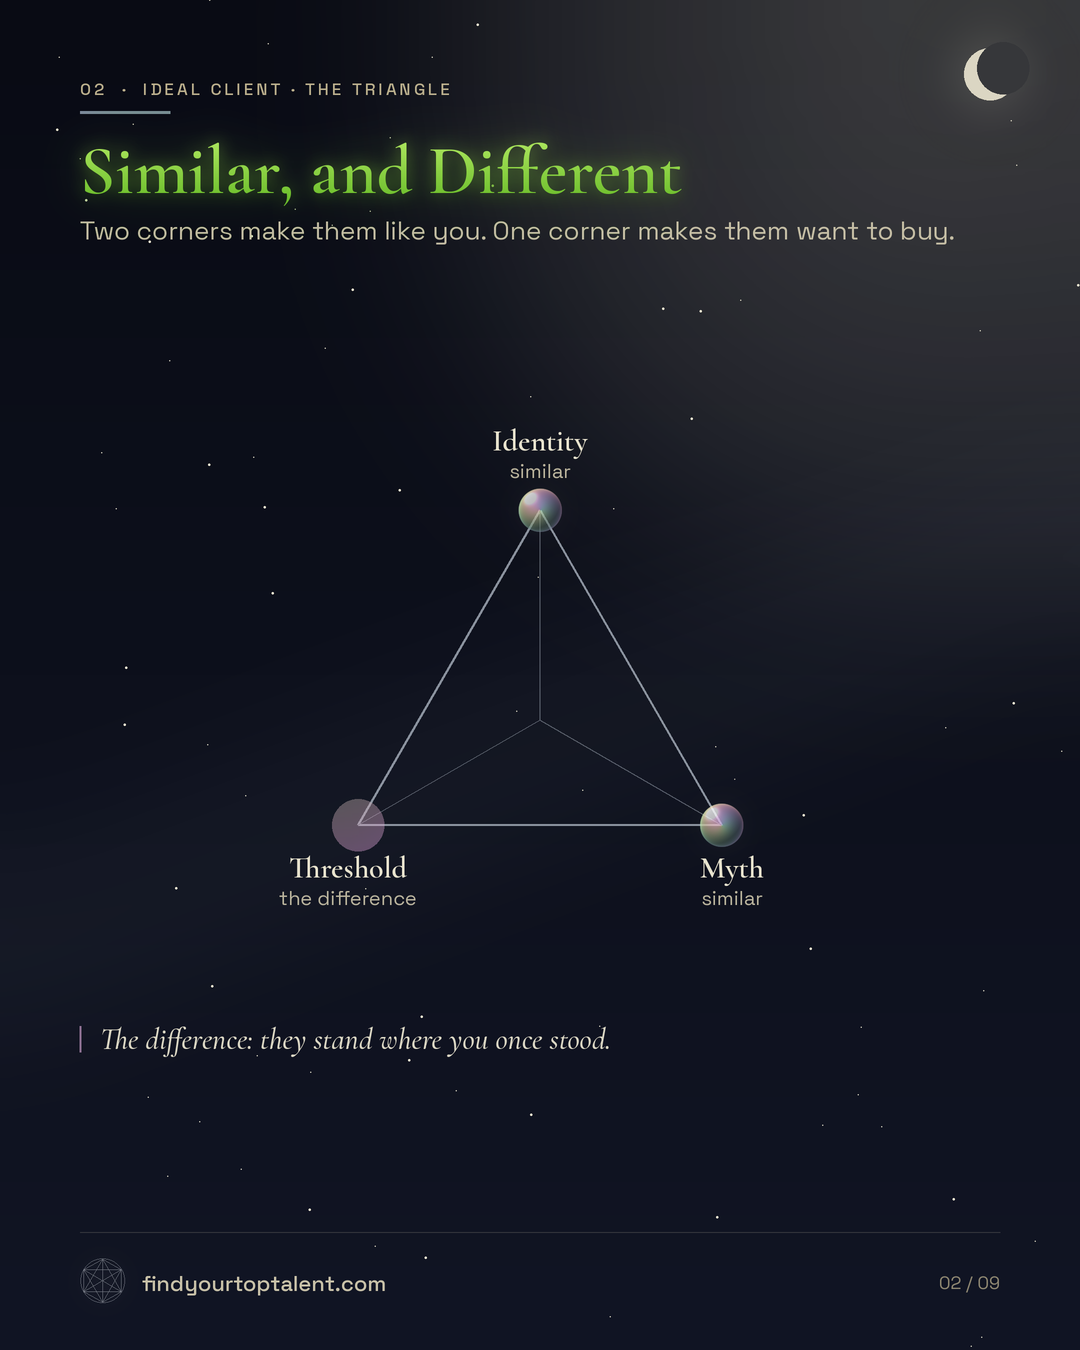 02 · IDEAL CLIENT · THE TRIANGLE
Similar, and Different
Two corners make them like you. One corner makes them want to buy.
Identity
similar
Threshold
the difference
Myth
similar
The difference: they stand where you once stood.
findyourtoptalent.com
02 / 09